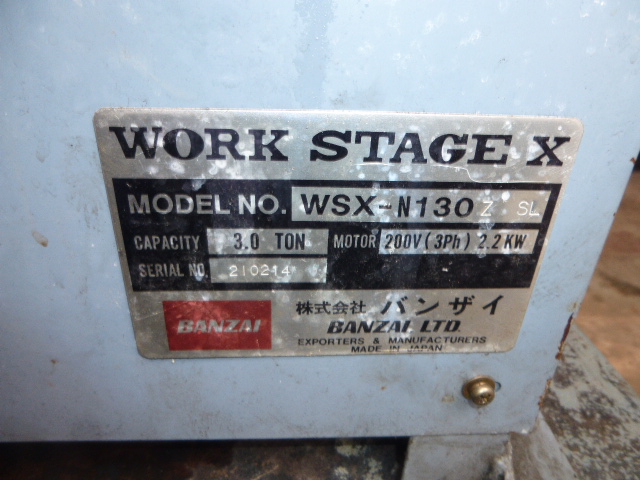 WORK STAGE X
MODEL NO. WSX-N130 Z SL
CAPACITY 3.0 TON MOTOR 200V(3Ph) 2.2KW
SERIAL NO. 210214
BANZAI
株式会社 バンザイ
BANZAI, LTD.
EXPORTERS & MANUFACTURERS
MADE IN JAPAN